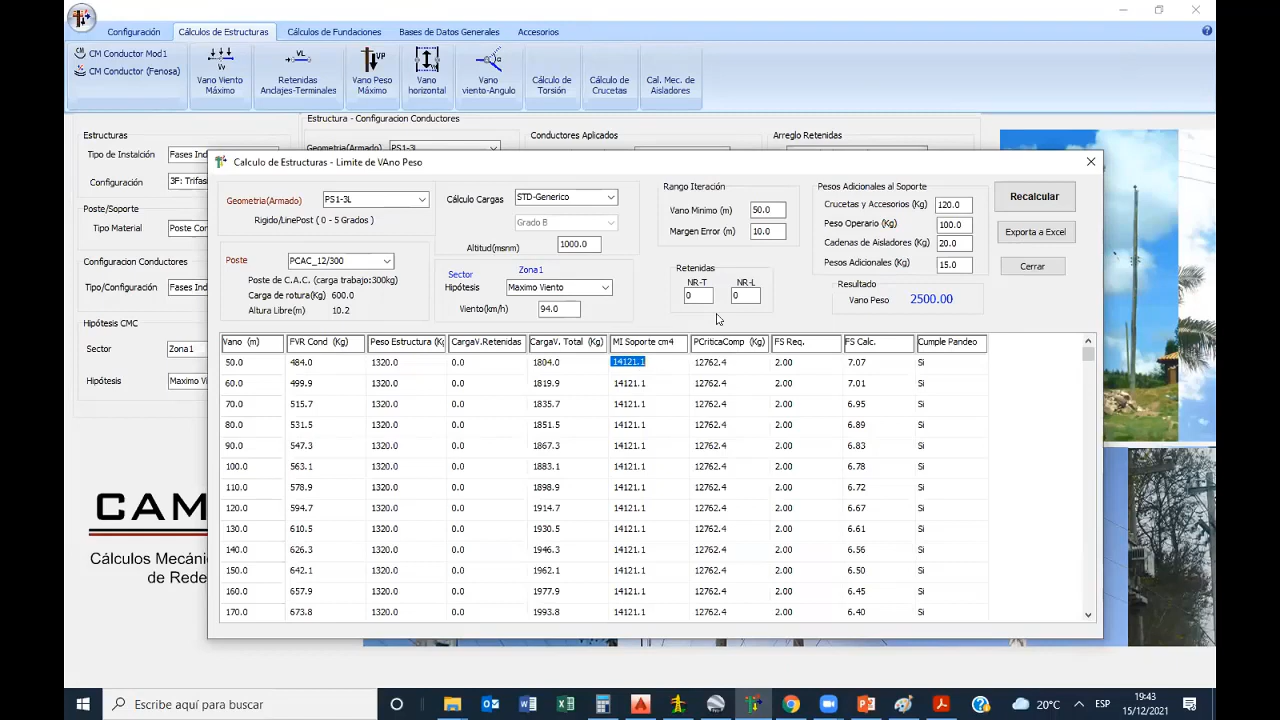 Configuración
Cálculos de Estructuras
Cálculos de Fundaciones
Bases de Datos Generales
Accesorios
CM Conductor Mod1
CM Conductor (Fenosa)
Vano Viento Máximo
Retenidas Anclajes-Terminales
Vano Peso Máximo
Vano horizontal
Vano viento-Angulo
Cálculo de Torsión
Cálculo de Crucetas
Cal. Mec. de Aisladores
Estructuras
Tipo de Instalción
Fases Ind
Configuración
3F: Trifas
Poste/Soporte
Tipo Material
Poste Con
Configuracion Conductores
Tipo/Configuración
Fases Ind
Hipótesis CMC
Sector
Zona1
Hipótesis
Maximo Vi
Estructura - Configuracion Conductores
Geometria(Armado)
PS1-3L
Conductores Aplicados
Arreglo Retenidas
Calculo de Estructuras - Limite de VAno Peso
Geometria(Armado)
PS1-3L
Rigido/LinePost ( 0 - 5 Grados )
Poste
PCAC_12/300
Poste de C.A.C. (carga trabajo:300kg)
Carga de rotura(Kg) 600.0
Altura Libre(m) 10.2
Cálculo Cargas
STD-Generico
Grado B
Altitud(msnm)
1000.0
Sector
Zona1
Hipótesis
Maximo Viento
Viento(km/h)
94.0
Rango Iteración
Vano Minimo (m)
50.0
Margen Error (m)
10.0
Retenidas
NR-T NR-L
0 0
Pesos Adicionales al Soporte
Crucetas y Accesorios (Kg) 120.0
Peso Operario (Kg) 100.0
Cadenas de Aisladores (Kg) 20.0
Pesos Adicionales (Kg) 15.0
Resultado
Vano Peso 2500.00
Recalcular
Exporta a Excel
Cerrar
Vano (m) FVR Cond (Kg) Peso Estructura (Kg CargaV.Retenidas CargaV. Total (Kg) MI Soporte cm4 PCriticaComp (Kg) FS Req. FS Calc. Cumple Pandeo
50.0 484.0 1320.0 0.0 1804.0 14121.1 12762.4 2.00 7.07 Si
60.0 499.9 1320.0 0.0 1819.9 14121.1 12762.4 2.00 7.01 Si
70.0 515.7 1320.0 0.0 1835.7 14121.1 12762.4 2.00 6.95 Si
80.0 531.5 1320.0 0.0 1851.5 14121.1 12762.4 2.00 6.89 Si
90.0 547.3 1320.0 0.0 1867.3 14121.1 12762.4 2.00 6.83 Si
100.0 563.1 1320.0 0.0 1883.1 14121.1 12762.4 2.00 6.78 Si
110.0 578.9 1320.0 0.0 1898.9 14121.1 12762.4 2.00 6.72 Si
120.0 594.7 1320.0 0.0 1914.7 14121.1 12762.4 2.00 6.67 Si
130.0 610.5 1320.0 0.0 1930.5 14121.1 12762.4 2.00 6.61 Si
140.0 626.3 1320.0 0.0 1946.3 14121.1 12762.4 2.00 6.56 Si
150.0 642.1 1320.0 0.0 1962.1 14121.1 12762.4 2.00 6.50 Si
160.0 657.9 1320.0 0.0 1977.9 14121.1 12762.4 2.00 6.45 Si
170.0 673.8 1320.0 0.0 1993.8 14121.1 12762.4 2.00 6.40 Si
CAM
Cálculos Mecánic
de Rede
Escribe aquí para buscar
20°C
ESP
19:43
15/12/2021